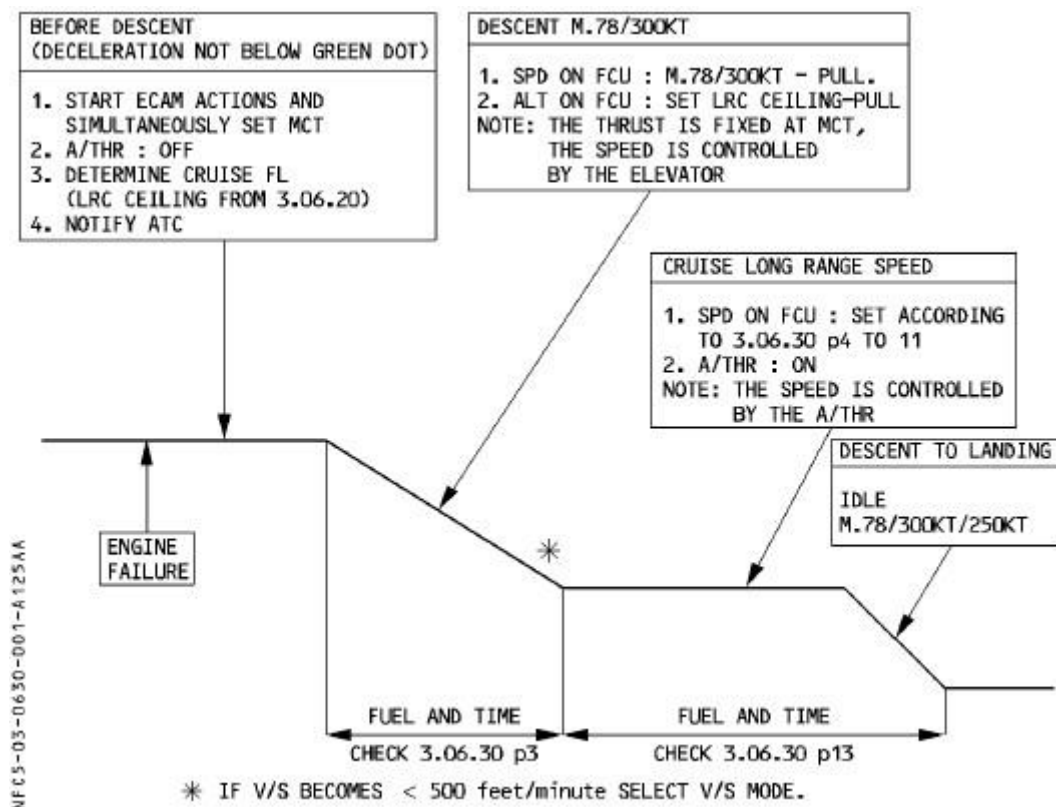 BEFORE DESCENT
(DECELERATION NOT BELOW GREEN DOT)
1. START ECAM ACTIONS AND
SIMULTANEOUSLY SET MCT
2. A/THR : OFF
3. DETERMINE CRUISE FL
(LRC CEILING FROM 3.06.20)
4. NOTIFY ATC
DESCENT M.78/300KT
1. SPD ON FCU : M.78/300KT - PULL.
2. ALT ON FCU : SET LRC CEILING-PULL
NOTE: THE THRUST IS FIXED AT MCT,
THE SPEED IS CONTROLLED
BY THE ELEVATOR
CRUISE LONG RANGE SPEED
1. SPD ON FCU : SET ACCORDING
TO 3.06.30 p4 TO 11
2. A/THR : ON
NOTE: THE SPEED IS CONTROLLED
BY THE A/THR
DESCENT TO LANDING
IDLE
M.78/300KT/250KT
ENGINE
FAILURE
*
FUEL AND TIME
CHECK 3.06.30 p3
FUEL AND TIME
CHECK 3.06.30 p13
* IF V/S BECOMES < 500 feet/minute SELECT V/S MODE.
NFC5-03-0630-001-A125AA